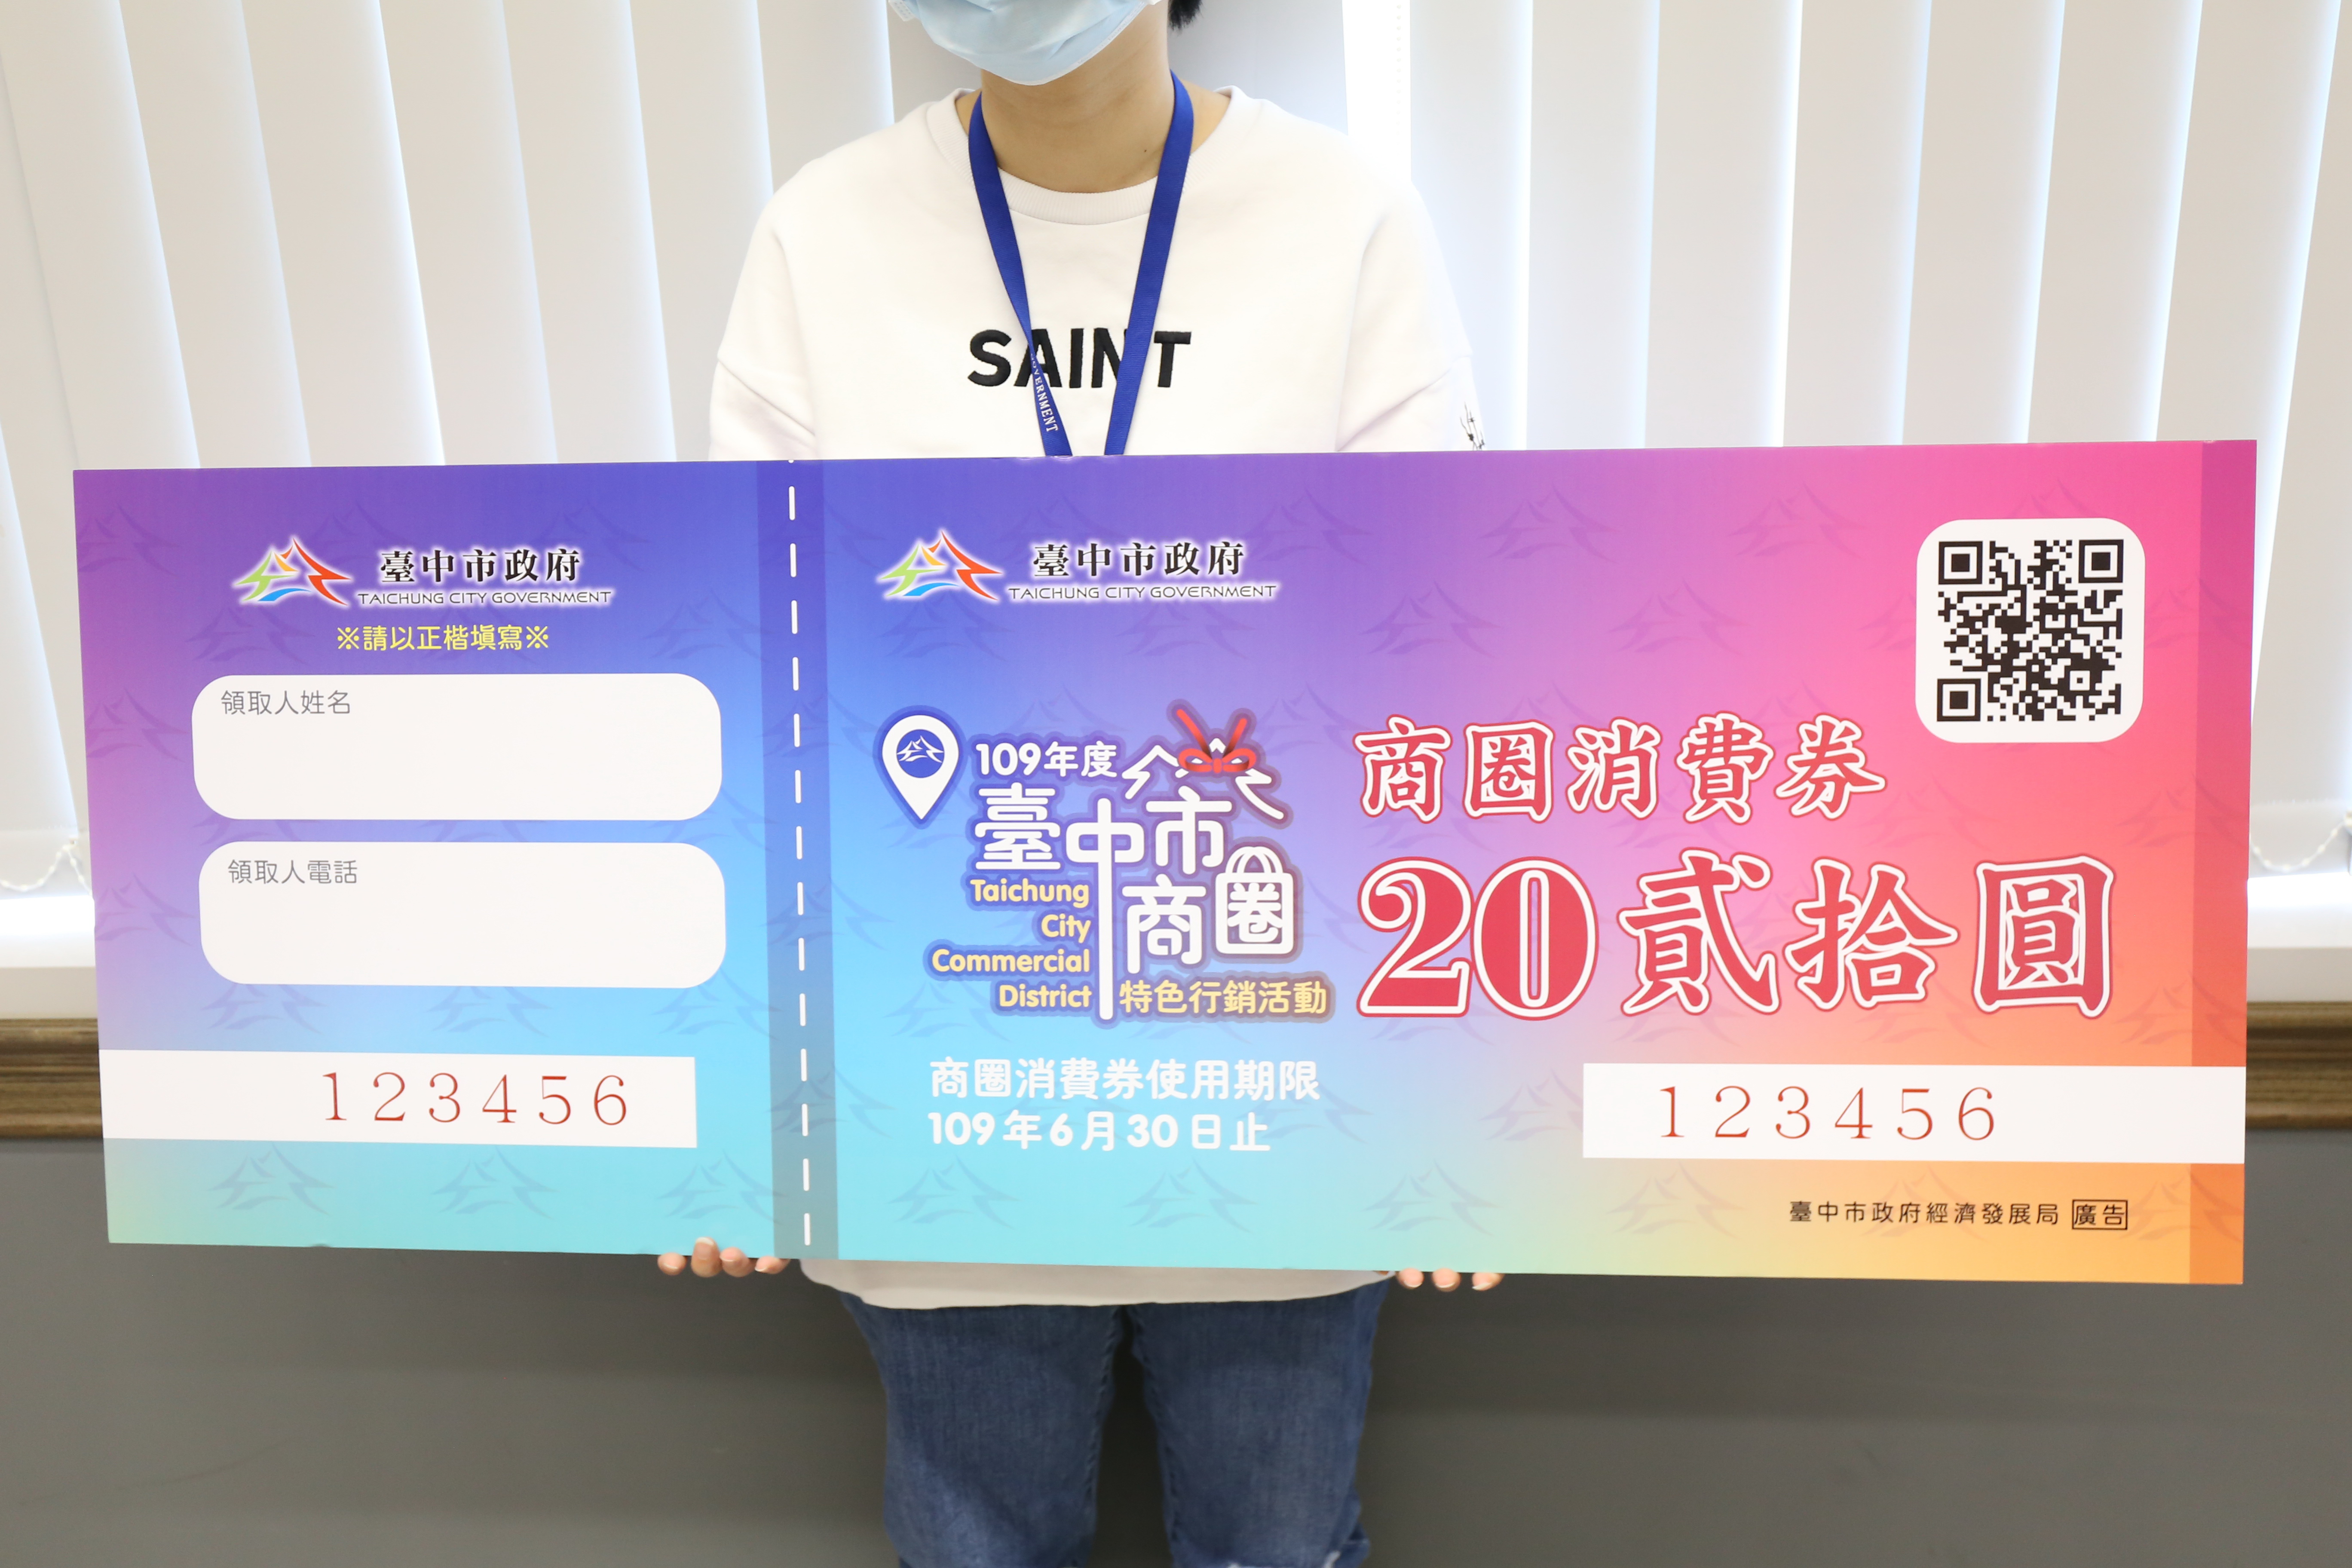 SAINT
臺中市政府
TAICHUNG CITY GOVERNMENT
※請以正楷填寫※
領取人姓名
領取人電話
123456
臺中市政府
TAICHUNG CITY GOVERNMENT
109年度
臺中市
商圈
Taichung
City
Commercial
District
特色行銷活動
商圈消費券
20貳拾圓
商圈消費券使用期限
109年6月30日止
123456
臺中市政府經濟發展局 廣告